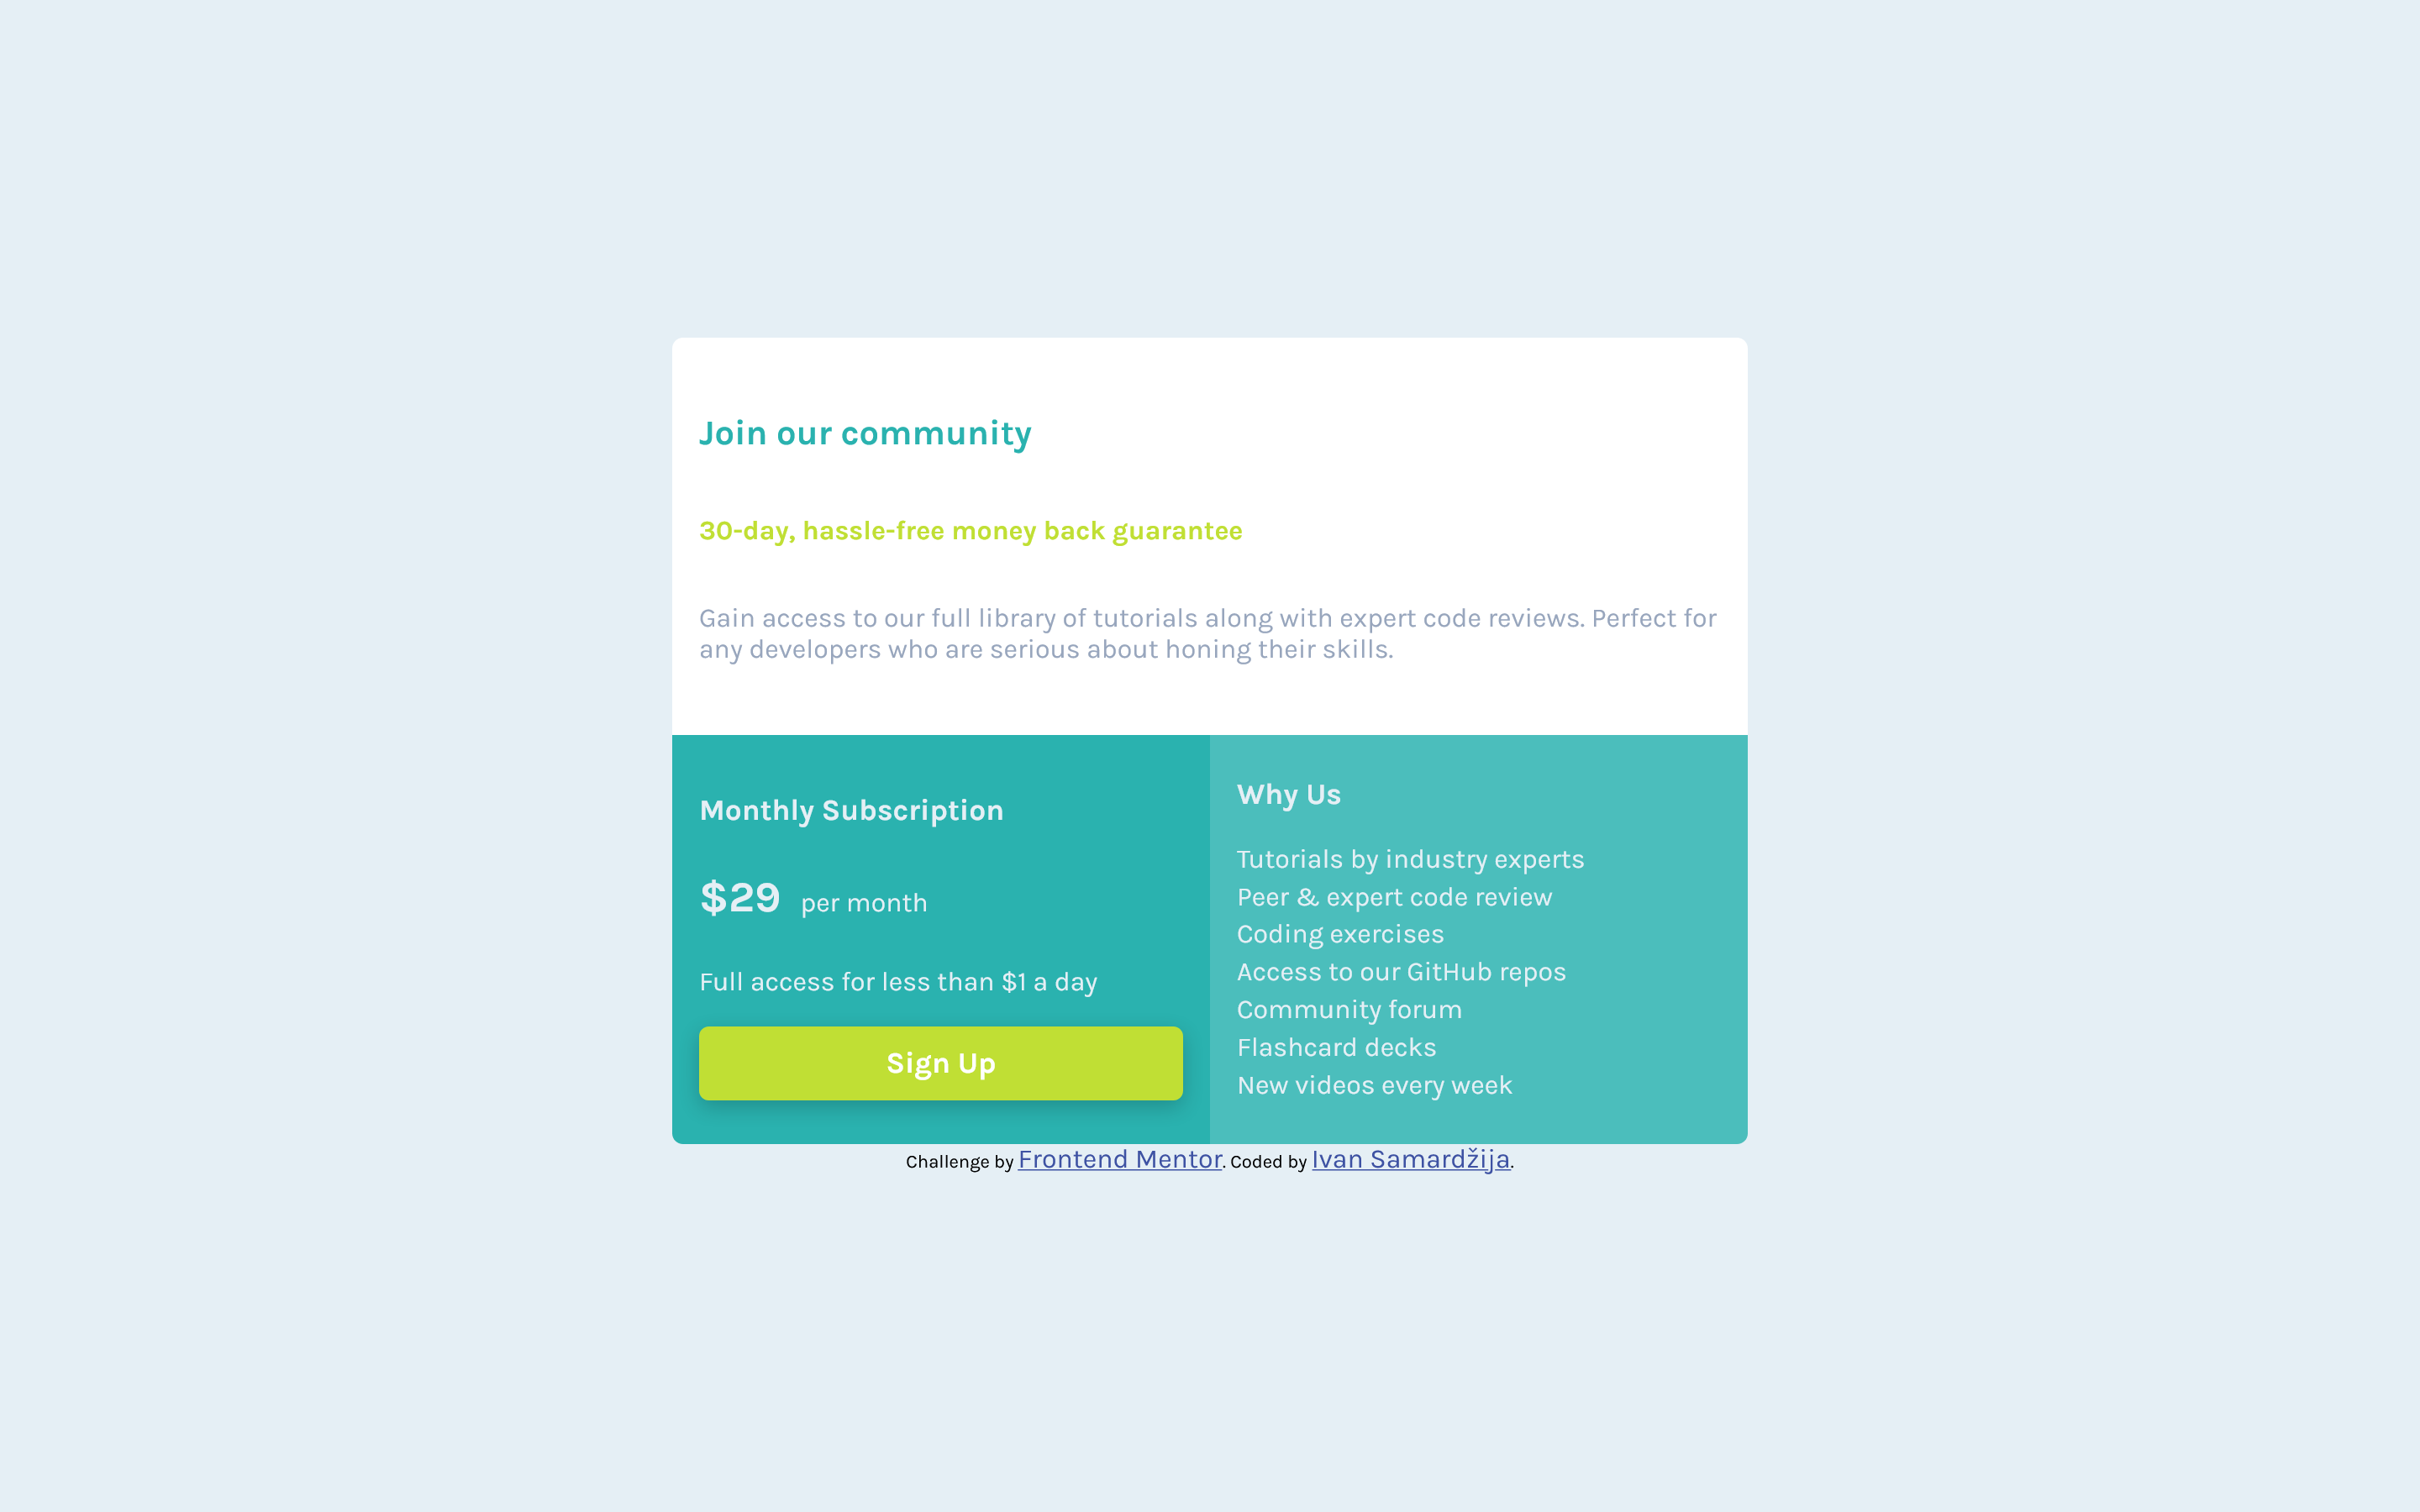 Join our community
30-day, hassle-free money back guarantee
Gain access to our full library of tutorials along with expert code reviews. Perfect for
any developers who are serious about honing their skills.
Monthly Subscription
$29 per month
Full access for less than $1 a day
Sign Up
Why Us
Tutorials by industry experts
Peer & expert code review
Coding exercises
Access to our GitHub repos
Community forum
Flashcard decks
New videos every week
Challenge by Frontend Mentor. Coded by Ivan Samardžija.